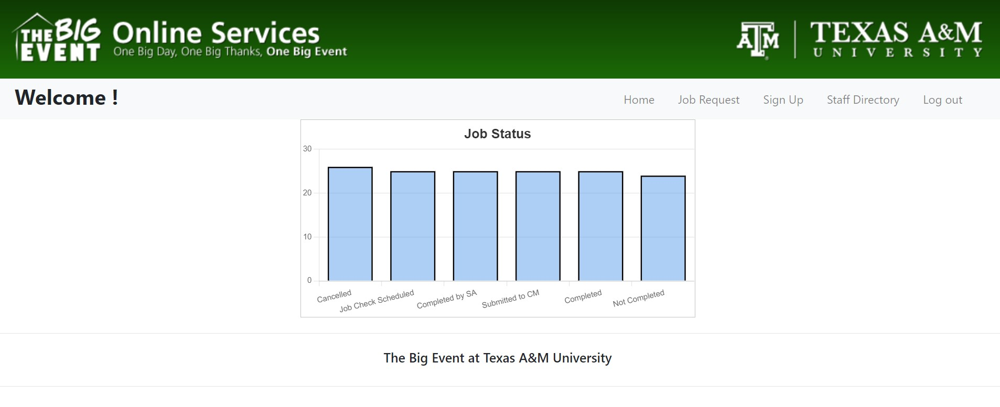 THE BIG EVENT
Online Services
One Big Day, One Big Thanks, One Big Event
ATM
®
TEXAS A&M
UNIVERSITY
Welcome !
Home
Job Request
Sign Up
Staff Directory
Log out
Job Status
30
20
10
0
Cancelled
Job Check Scheduled
Completed by SA
Submitted to CM
Completed
Not Completed
The Big Event at Texas A&M University